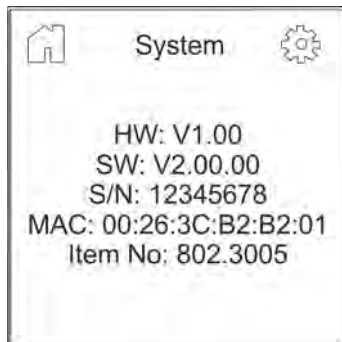 System
HW: V1.00
SW: V2.00.00
S/N: 12345678
MAC: 00:26:3C:B2:B2:01
Item No: 802.3005